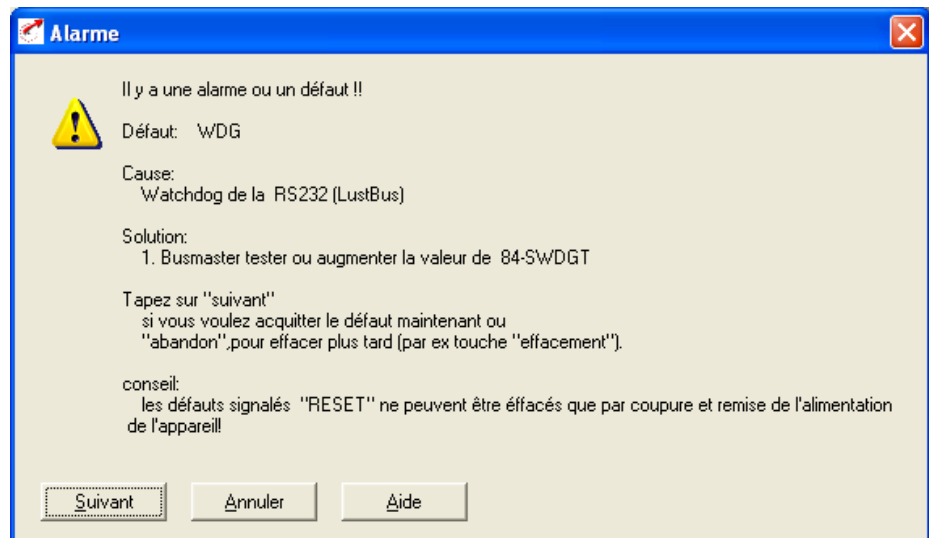 Alarme
Il y a une alarme ou un défaut !!
Défaut: WDG
Cause:
Watchdog de la RS232 (LustBus)
Solution:
1. Busmaster tester ou augmenter la valeur de 84-SWDGT
Tapez sur "suivant"
si vous voulez acquitter le défaut maintenant ou
"abandon",pour effacer plus tard (par ex touche "effacement").
conseil:
les défauts signalés "RESET" ne peuvent être éffacés que par coupure et remise de l'alimentation
de l'appareil!
Suivant Annuler Aide